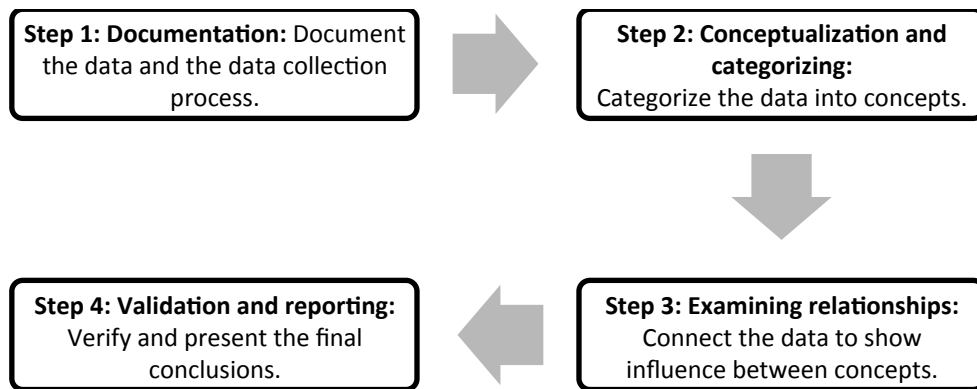 Step 1: Documentation: Document
the data and the data collection
process.
Step 2: Conceptualization and
categorizing:
Categorize the data into concepts.
Step 3: Examining relationships:
Connect the data to show
influence between concepts.
Step 4: Validation and reporting:
Verify and present the final
conclusions.